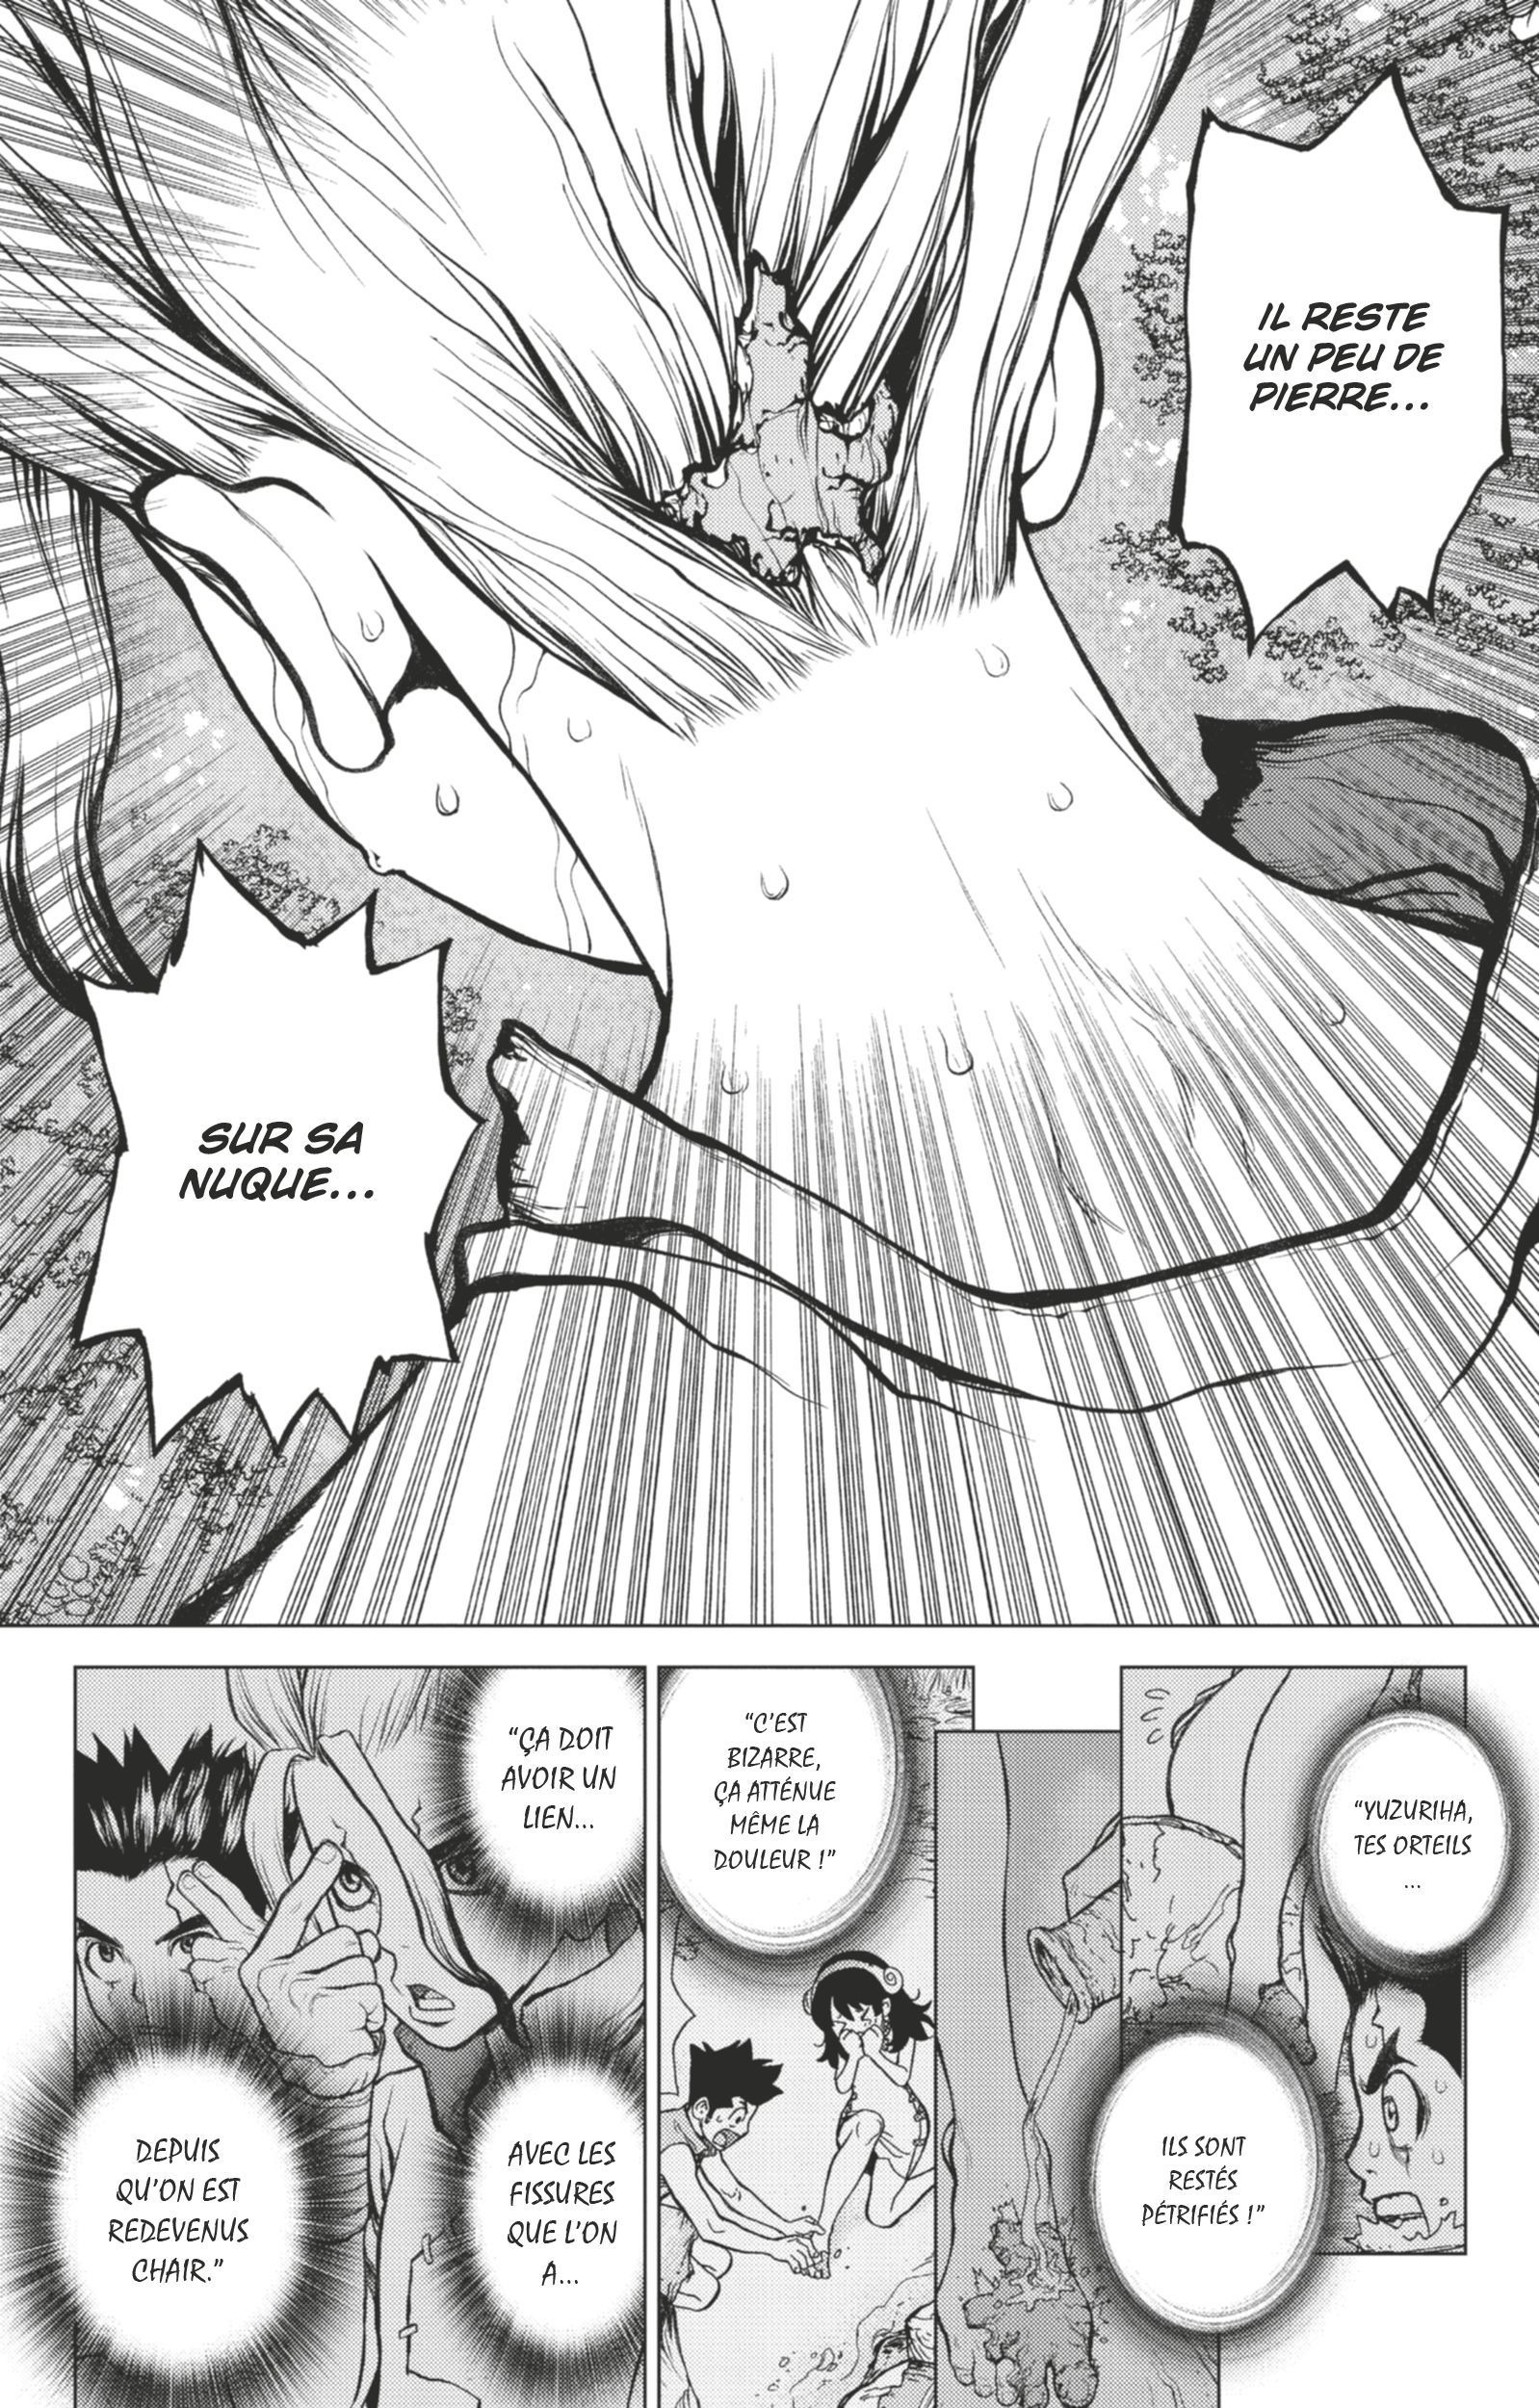 IL RESTE
UN PEU DE
PIERRE...
SUR SA
NUQUE...
“YUZURIHA,
TES ORTEILS
...
ILS SONT
RESTÉS
PÉTRIFIÉS !”
“C’EST
BIZARRE,
ÇA ATTÉNUE
MÊME LA
DOULEUR !”
“ÇA DOIT
AVOIR UN
LIEN...
AVEC LES
FISSURES
QUE L’ON
A...
DEPUIS
QU’ON EST
REDEVENUS
CHAIR.”